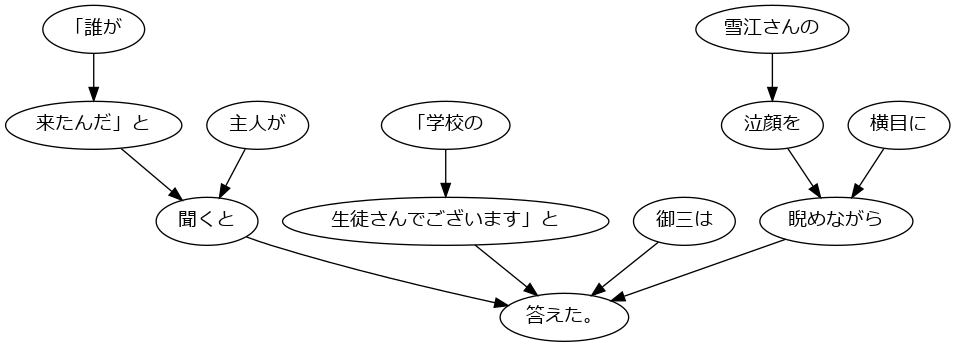 「誰が
雪江さんの
来たんだ」と
主人が
「学校の
泣顔を
横目に
聞くと
生徒さんでございます」と
御三は
睨めながら
答えた。